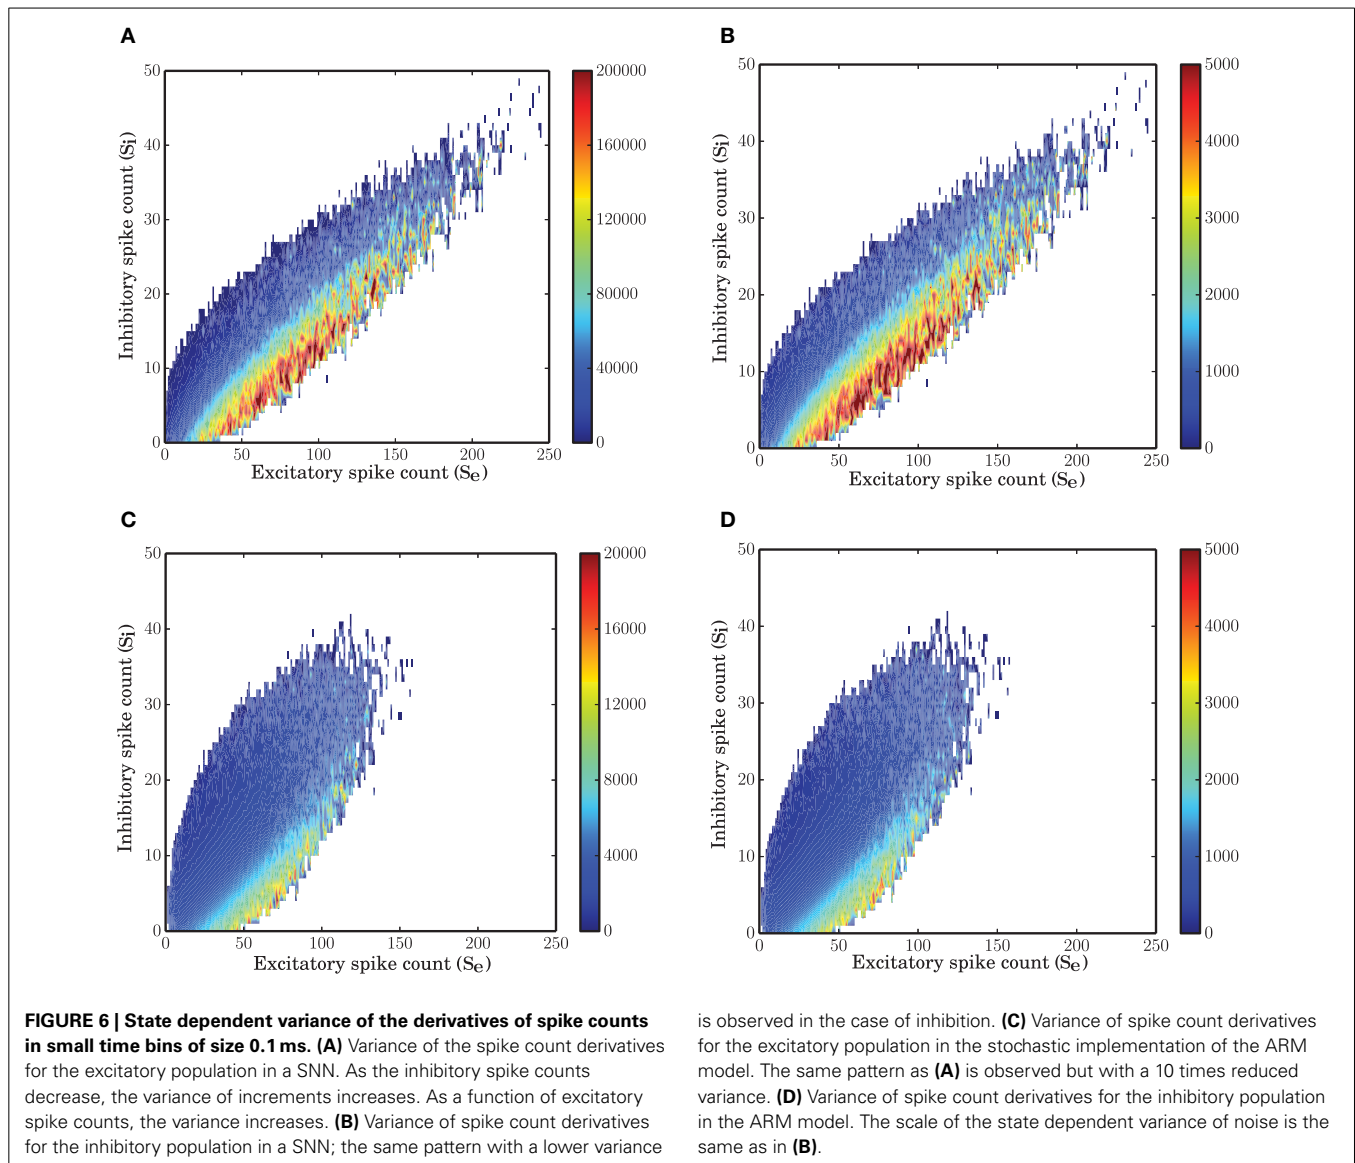 A
50
40
30
20
10
0
Inhibitory spike count (Si)
0 50 100 150 200 250
Excitatory spike count (Se)
200000
160000
120000
80000
40000
0
B
50
40
30
20
10
0
Inhibitory spike count (Si)
0 50 100 150 200 250
Excitatory spike count (Se)
5000
4000
3000
2000
1000
0
C
50
40
30
20
10
0
Inhibitory spike count (Si)
0 50 100 150 200 250
Excitatory spike count (Se)
20000
16000
12000
8000
4000
0
D
50
40
30
20
10
0
Inhibitory spike count (Si)
0 50 100 150 200 250
Excitatory spike count (Se)
5000
4000
3000
2000
1000
0
FIGURE 6 | State dependent variance of the derivatives of spike counts
in small time bins of size 0.1 ms. (A) Variance of the spike count derivatives
for the excitatory population in a SNN. As the inhibitory spike counts
decrease, the variance of increments increases. As a function of excitatory
spike counts, the variance increases. (B) Variance of spike count derivatives
for the inhibitory population in a SNN; the same pattern with a lower variance
is observed in the case of inhibition. (C) Variance of spike count derivatives
for the excitatory population in the stochastic implementation of the ARM
model. The same pattern as (A) is observed but with a 10 times reduced
variance. (D) Variance of spike count derivatives for the inhibitory population
in the ARM model. The scale of the state dependent variance of noise is the
same as in (B).